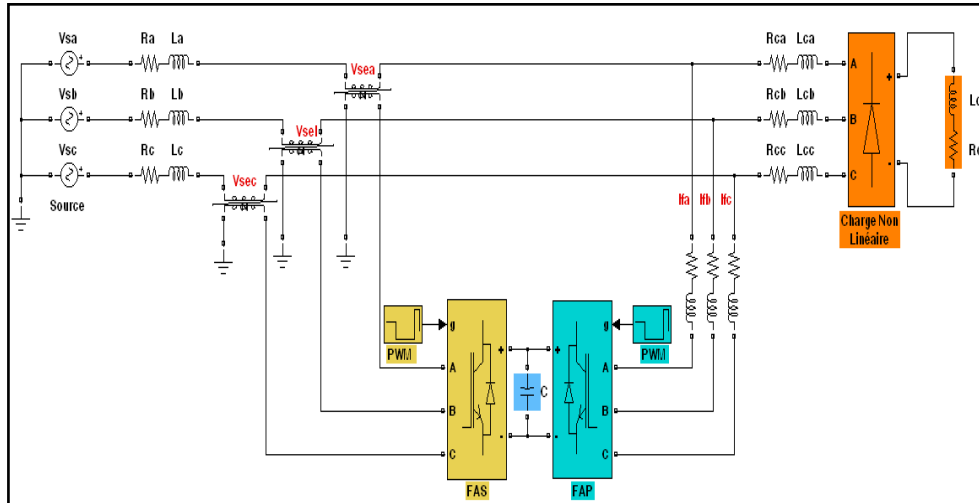 Vsa Ra La
Vsea
Rca Lca
A
+
Vsb Rb Lb
Vsel
Rcb Lcb
B
Vsc Rc Lc
Vsec
Rcc Lcc
C
-
Source
Ifa Ifb Ifc
Charge Non
Linéaire
PWM
g
A
B
C
+
-
FAS
C
+
-
g
A
B
C
FAP
PWM